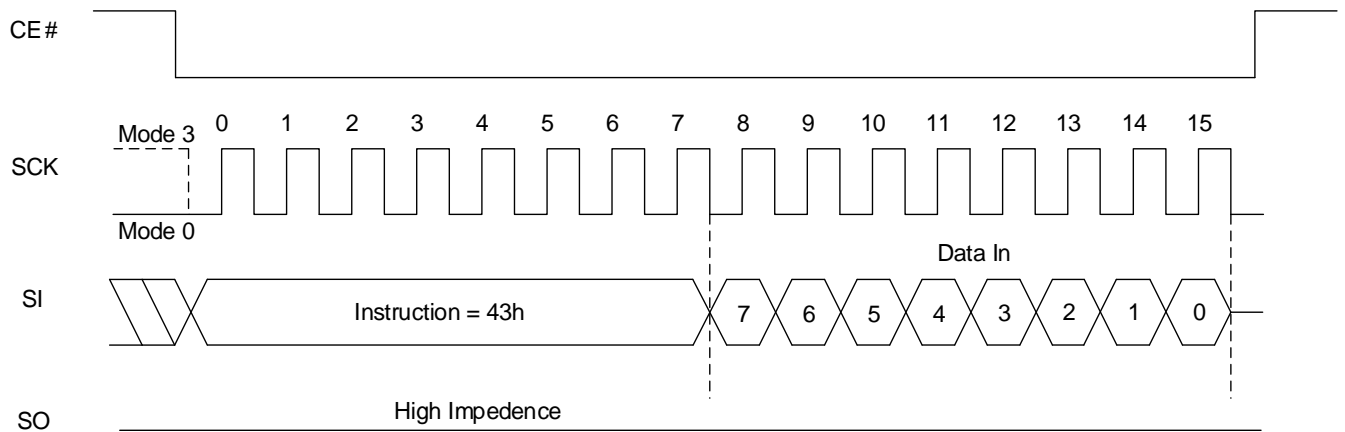 CE#
Mode 3 0 1 2 3 4 5 6 7 8 9 10 11 12 13 14 15
SCK
Mode 0
Data In
SI Instruction = 43h 7 6 5 4 3 2 1 0
High Impedence
SO